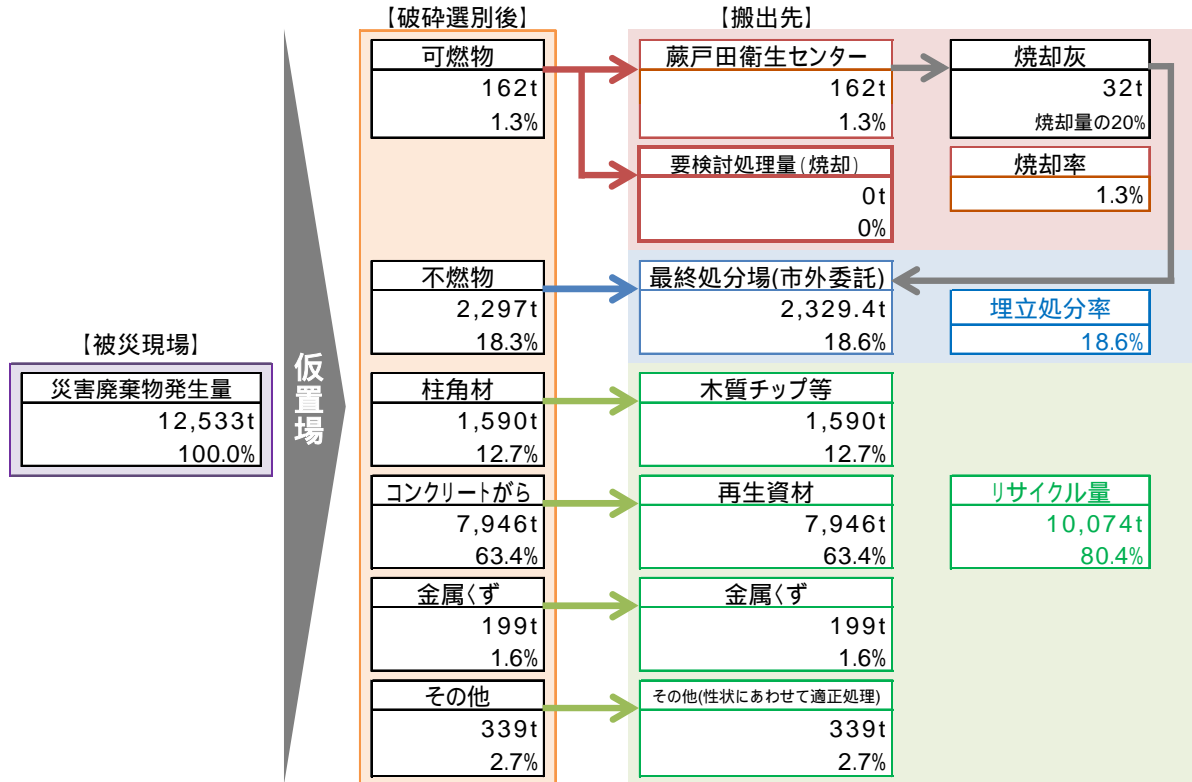 【破砕選別後】
【搬出先】
可燃物
162t
1.3%
蕨戸田衛生センター
162t
1.3%
焼却灰
32t
焼却量の20%
要検討処理量(焼却)
0t
0%
焼却率
1.3%
不燃物
2,297t
18.3%
最終処分場(市外委託)
2,329.4t
18.6%
埋立処分率
18.6%
【被災現場】
災害廃棄物発生量
12,533t
100.0%
仮置場
柱角材
1,590t
12.7%
木質チップ等
1,590t
12.7%
コンクリートがら
7,946t
63.4%
再生資材
7,946t
63.4%
リサイクル量
10,074t
80.4%
金属くず
199t
1.6%
金属くず
199t
1.6%
その他
339t
2.7%
その他(性状にあわせて適正処理)
339t
2.7%